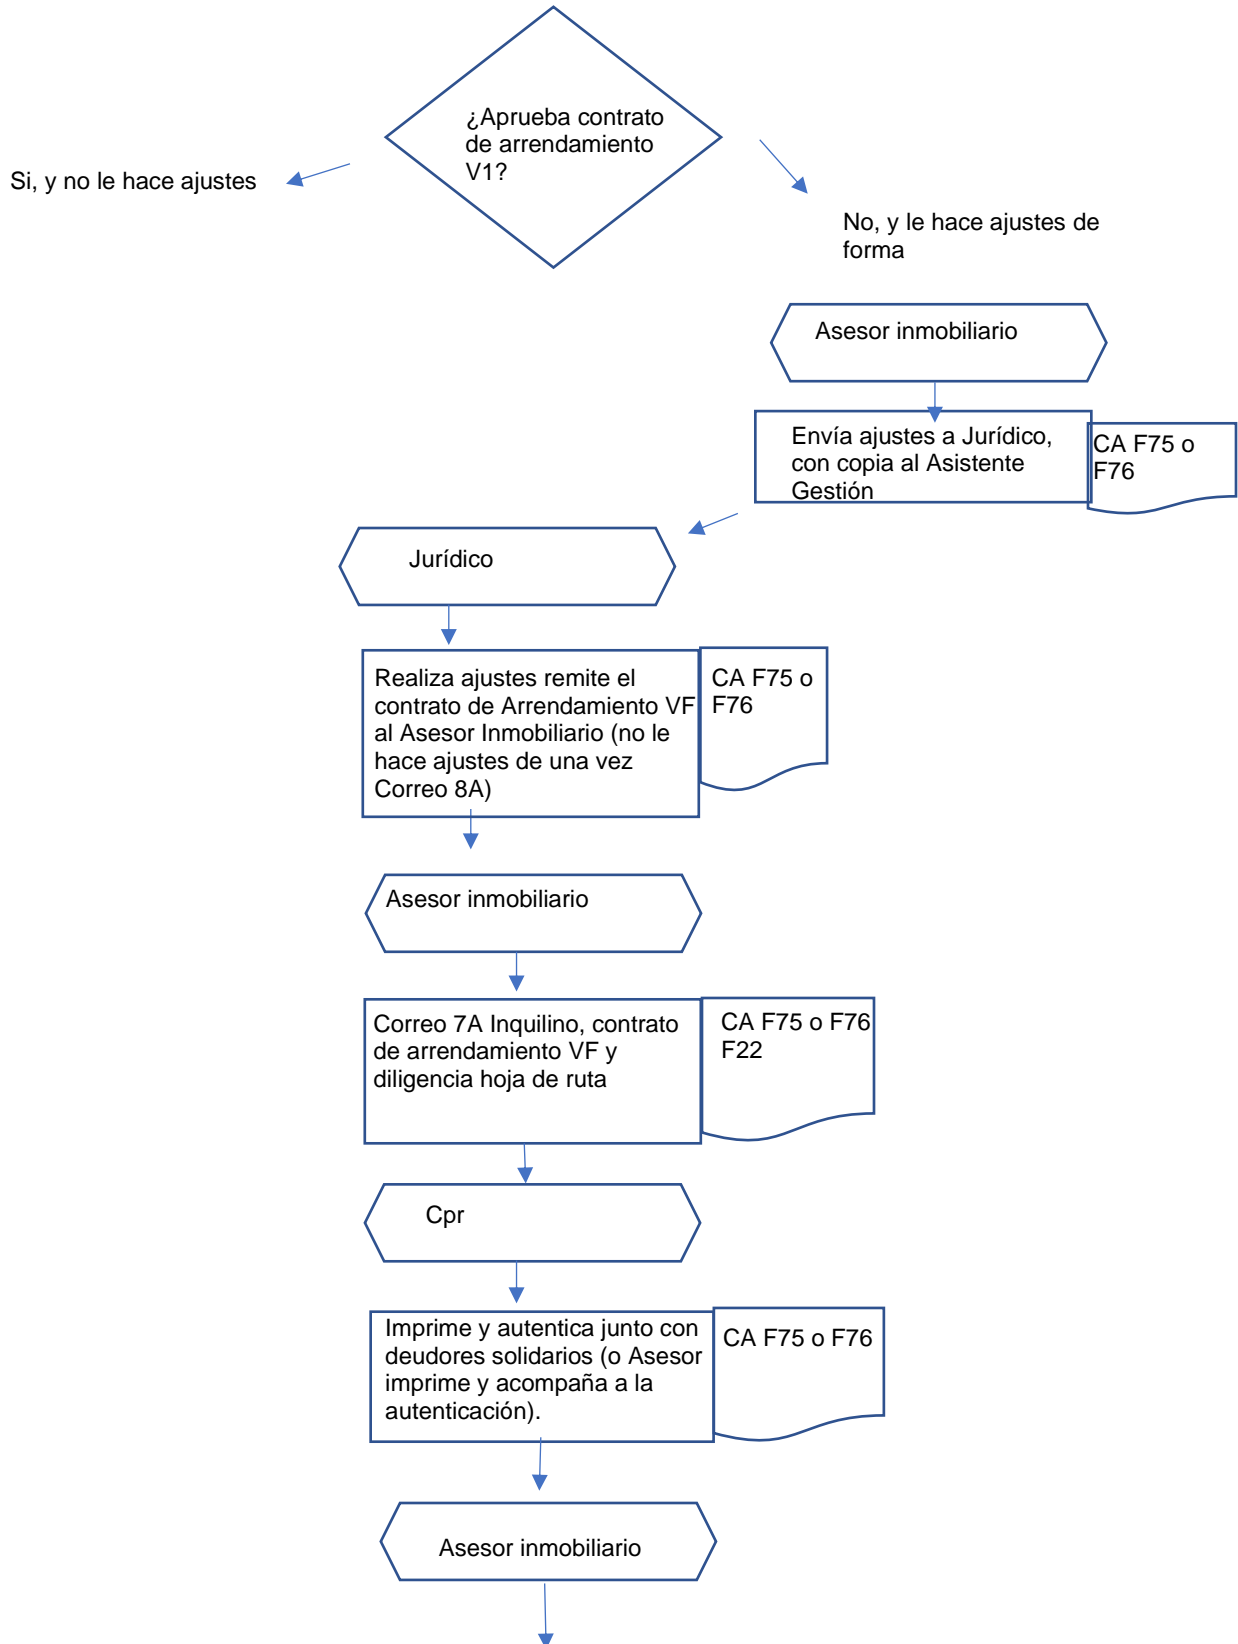 ¿Aprueba contrato
de arrendamiento
V1?
Si, y no le hace ajustes
No, y le hace ajustes de
forma
Asesor inmobiliario
Envía ajustes a Jurídico,
con copia al Asistente
Gestión
CA F75 o
F76
Jurídico
Realiza ajustes remite el
contrato de Arrendamiento VF
al Asesor Inmobiliario (no le
hace ajustes de una vez
Correo 8A)
CA F75 o
F76
Asesor inmobiliario
Correo 7A Inquilino, contrato
de arrendamiento VF y
diligencia hoja de ruta
CA F75 o F76
F22
Cpr
Imprime y autentica junto con
deudores solidarios (o Asesor
imprime y acompaña a la
autenticación).
CA F75 o F76
Asesor inmobiliario